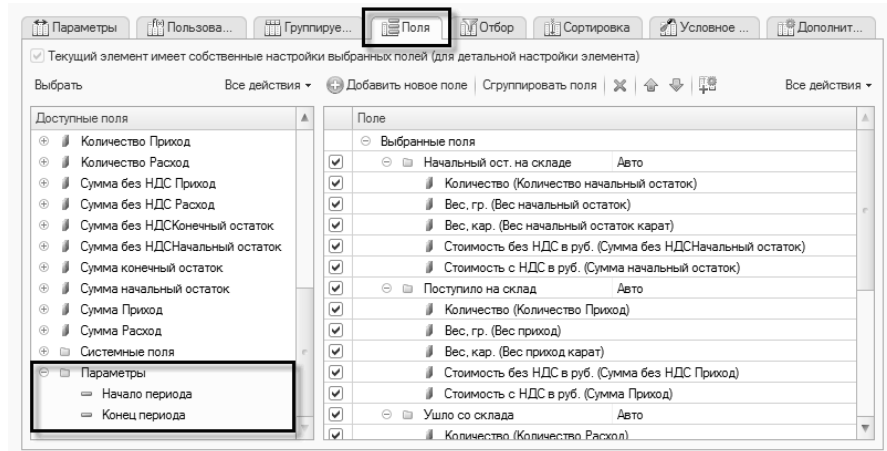 Параметры Пользова... Группируе... Поля Отбор Сортировка Условное ... Дополнит...
Текущий элемент имеет собственные настройки выбранных полей (для детальной настройки элемента)
Выбрать Все действия Добавить новое поле Сгруппировать поля Все действия
Доступные поля
Количество Приход
Количество Расход
Сумма без НДС Приход
Сумма без НДС Расход
Сумма без НДСКонечный остаток
Сумма без НДСНачальный остаток
Сумма конечный остаток
Сумма начальный остаток
Сумма Приход
Сумма Расход
Системные поля
Параметры
Начало периода
Конец периода
Поле
Выбранные поля
Начальный ост. на складе Авто
Количество (Количество начальный остаток)
Вес, гр. (Вес начальный остаток)
Вес, кар. (Вес начальный остаток карат)
Стоимость без НДС в руб. (Сумма без НДСНачальный остаток)
Стоимость с НДС в руб. (Сумма начальный остаток)
Поступило на склад Авто
Количество (Количество Приход)
Вес, гр. (Вес приход)
Вес, кар. (Вес приход карат)
Стоимость без НДС в руб. (Сумма без НДС Приход)
Стоимость с НДС в руб. (Сумма Приход)
Ушло со склада Авто
Количество (Количество Расход)